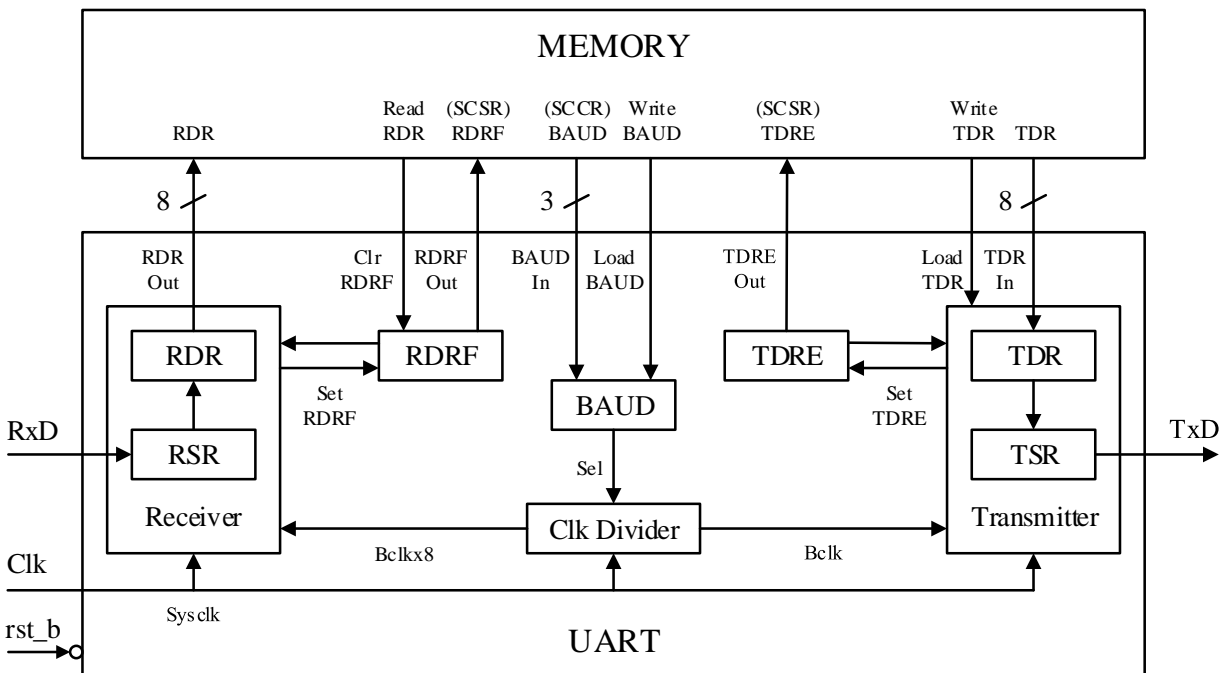 MEMORY
RDR
Read
RDR
(SCSR)
RDRF
(SCCR)
BAUD
Write
BAUD
(SCSR)
TDRE
Write
TDR
TDR
8
3
8
RDR
Out
Clr
RDRF
RDRF
Out
BAUD
In
Load
BAUD
TDRE
Out
Load
TDR
TDR
In
RDR
RDRF
TDRE
TDR
Set
RDRF
BAUD
Set
TDRE
RxD
RSR
Sel
TSR
TxD
Receiver
Clk Divider
Transmitter
Bclkx8
Bclk
Clk
Sysclk
rst_b
UART